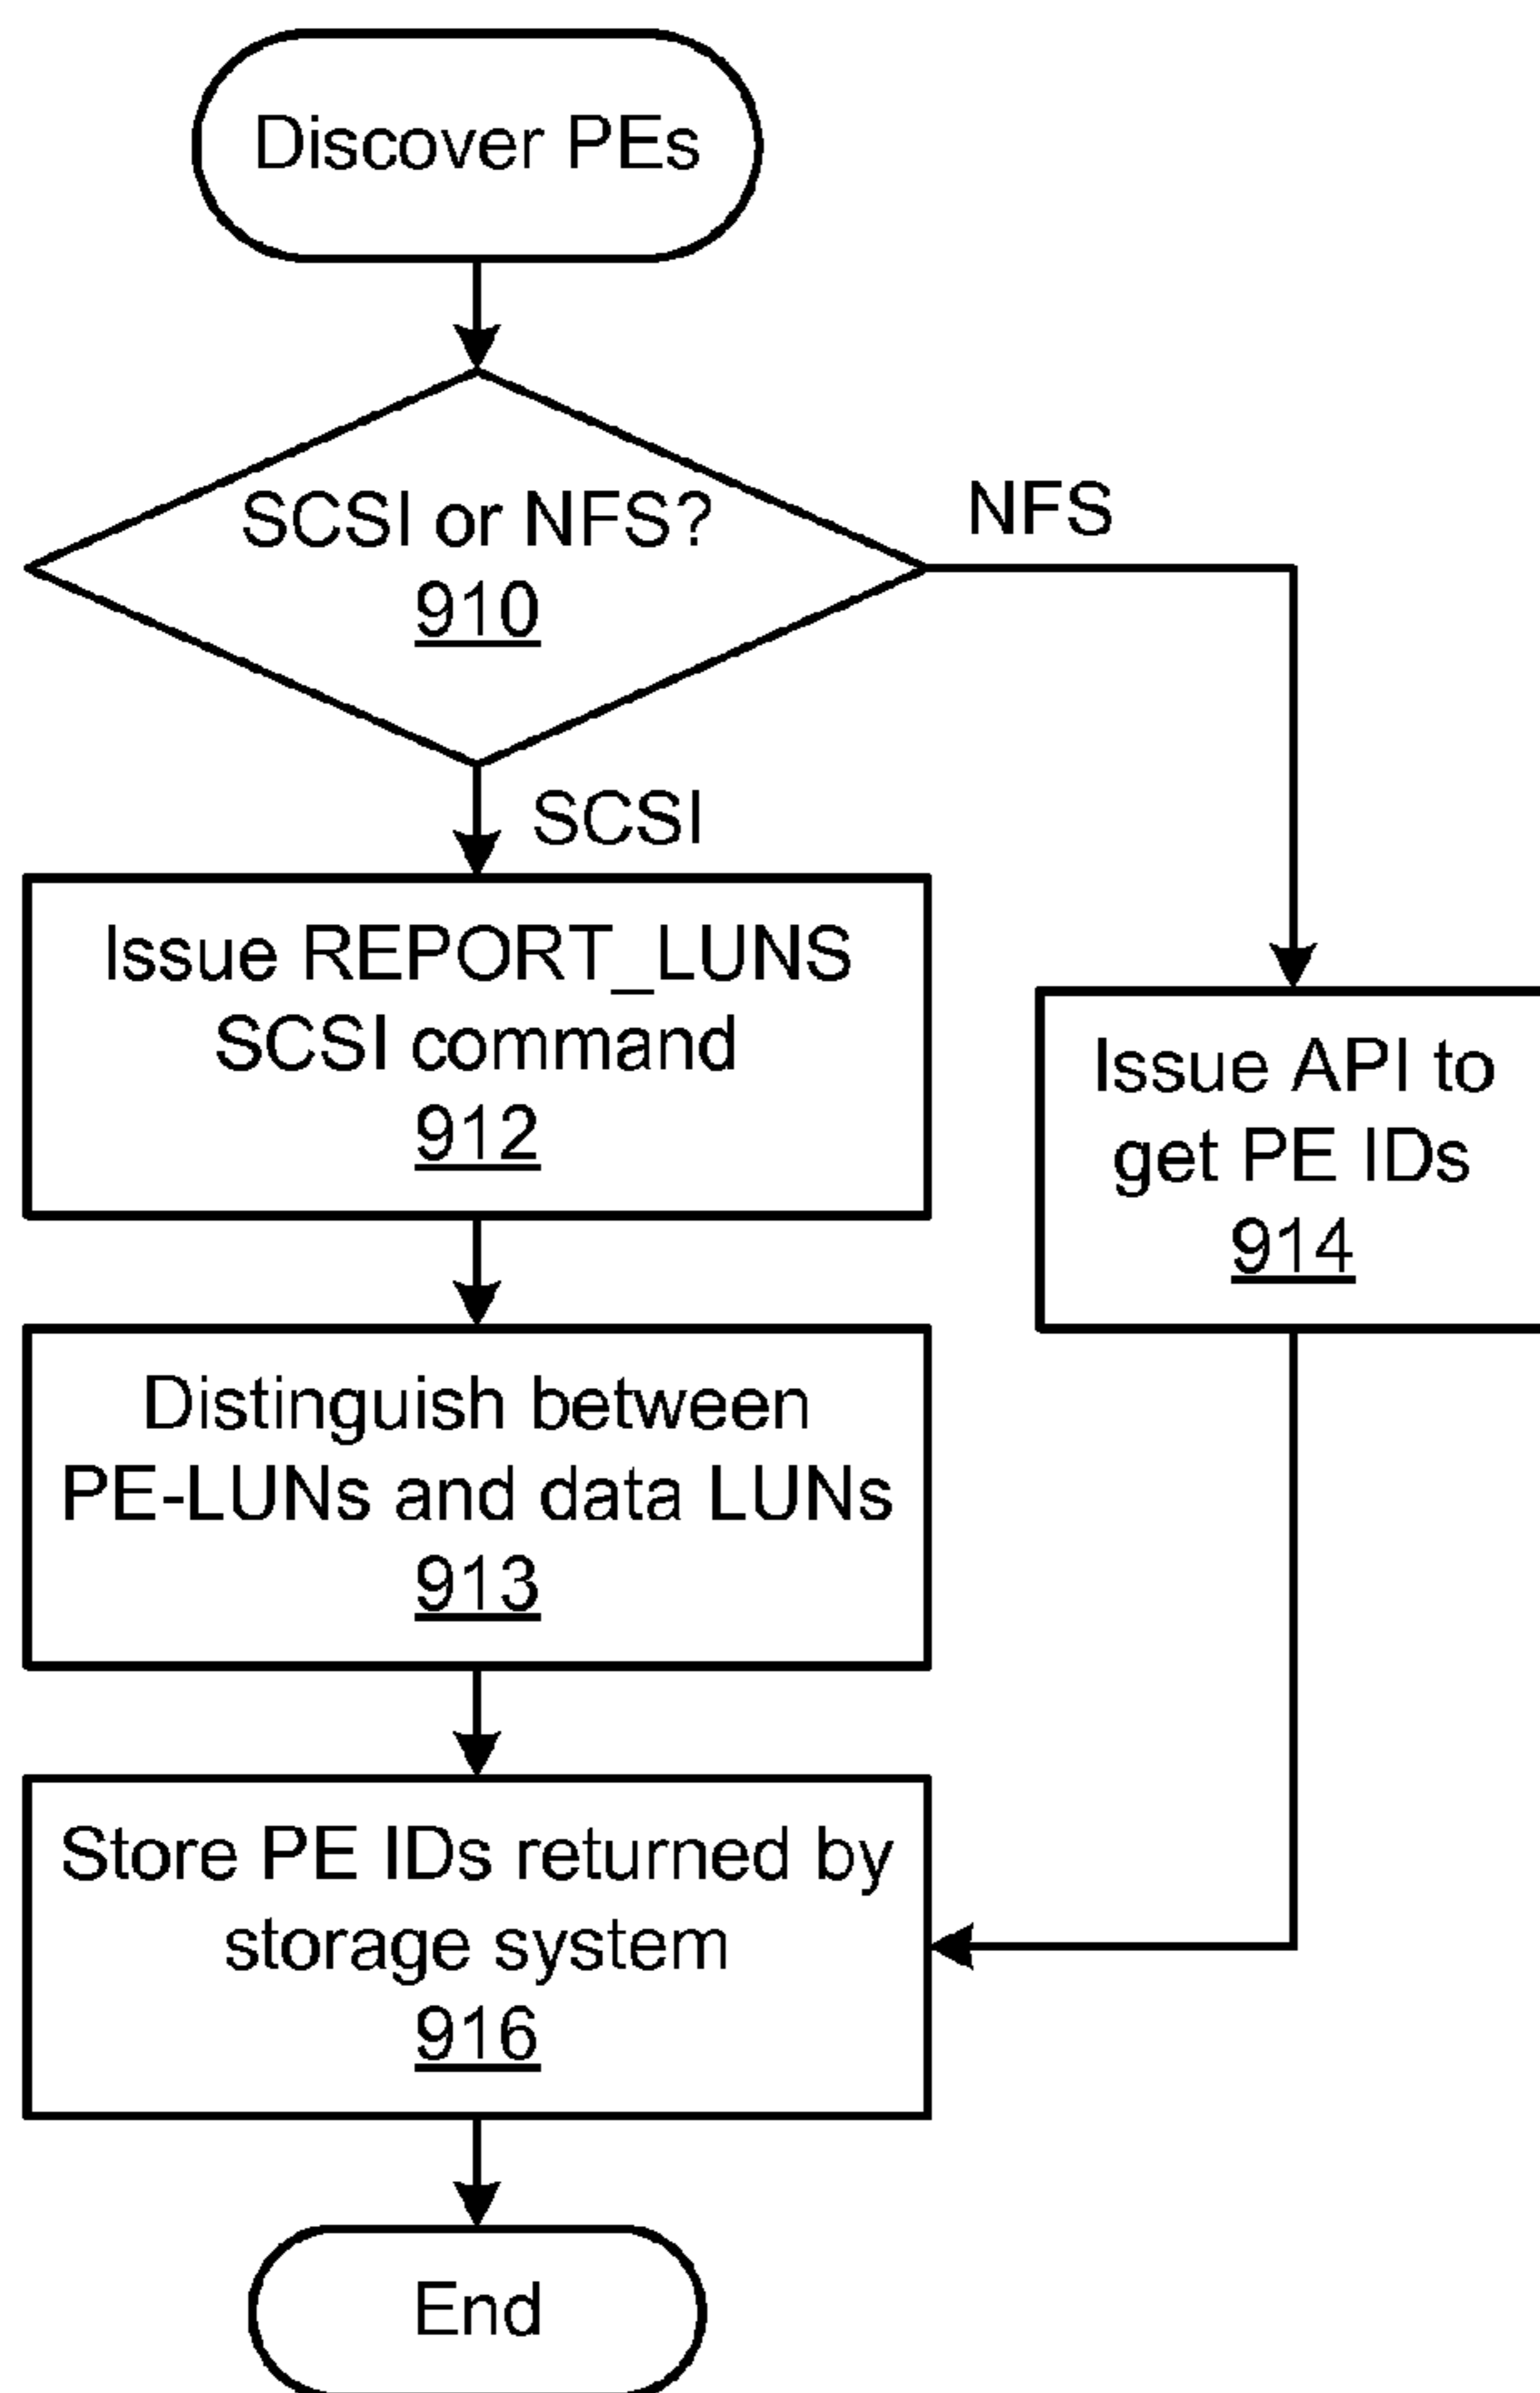 Discover PEs
SCSI or NFS?
910
NFS
SCSI
Issue REPORT_LUNS
SCSI command
912
Issue API to
get PE IDs
914
Distinguish between
PE-LUNs and data LUNs
913
Store PE IDs returned by
storage system
916
End